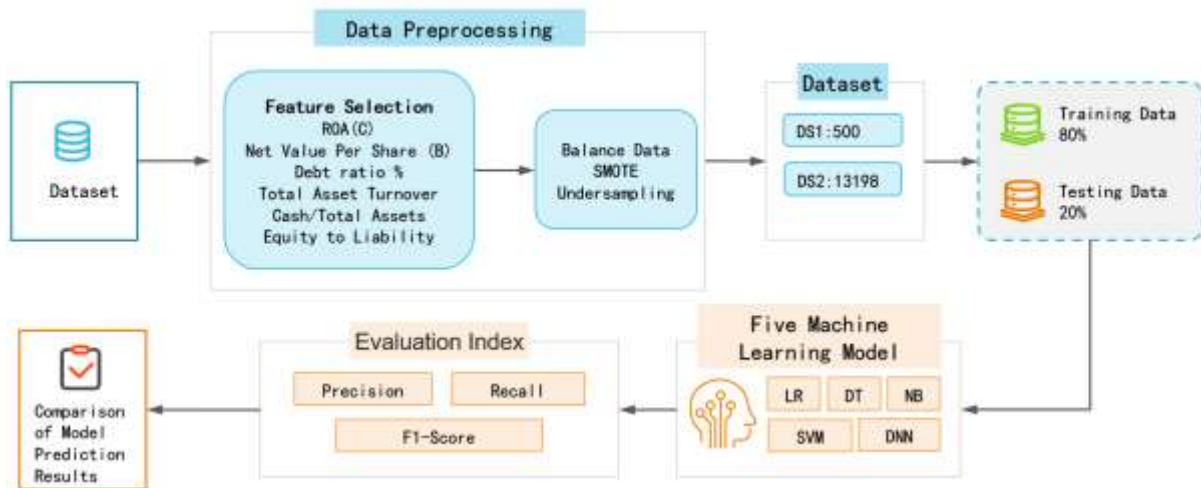 Data Preprocessing
Dataset
Feature Selection
ROA(C)
Net Value Per Share (B)
Debt ratio %
Total Asset Turnover
Cash/Total Assets
Equity to Liability
Balance Data
SMOTE
Undersampling
Dataset
DS1:500
DS2:13198
Training Data
80%
Testing Data
20%
Five Machine
Learning Model
LR
DT
NB
SVM
DNN
Evaluation Index
Precision
Recall
F1-Score
Comparison
of Model
Prediction
Results